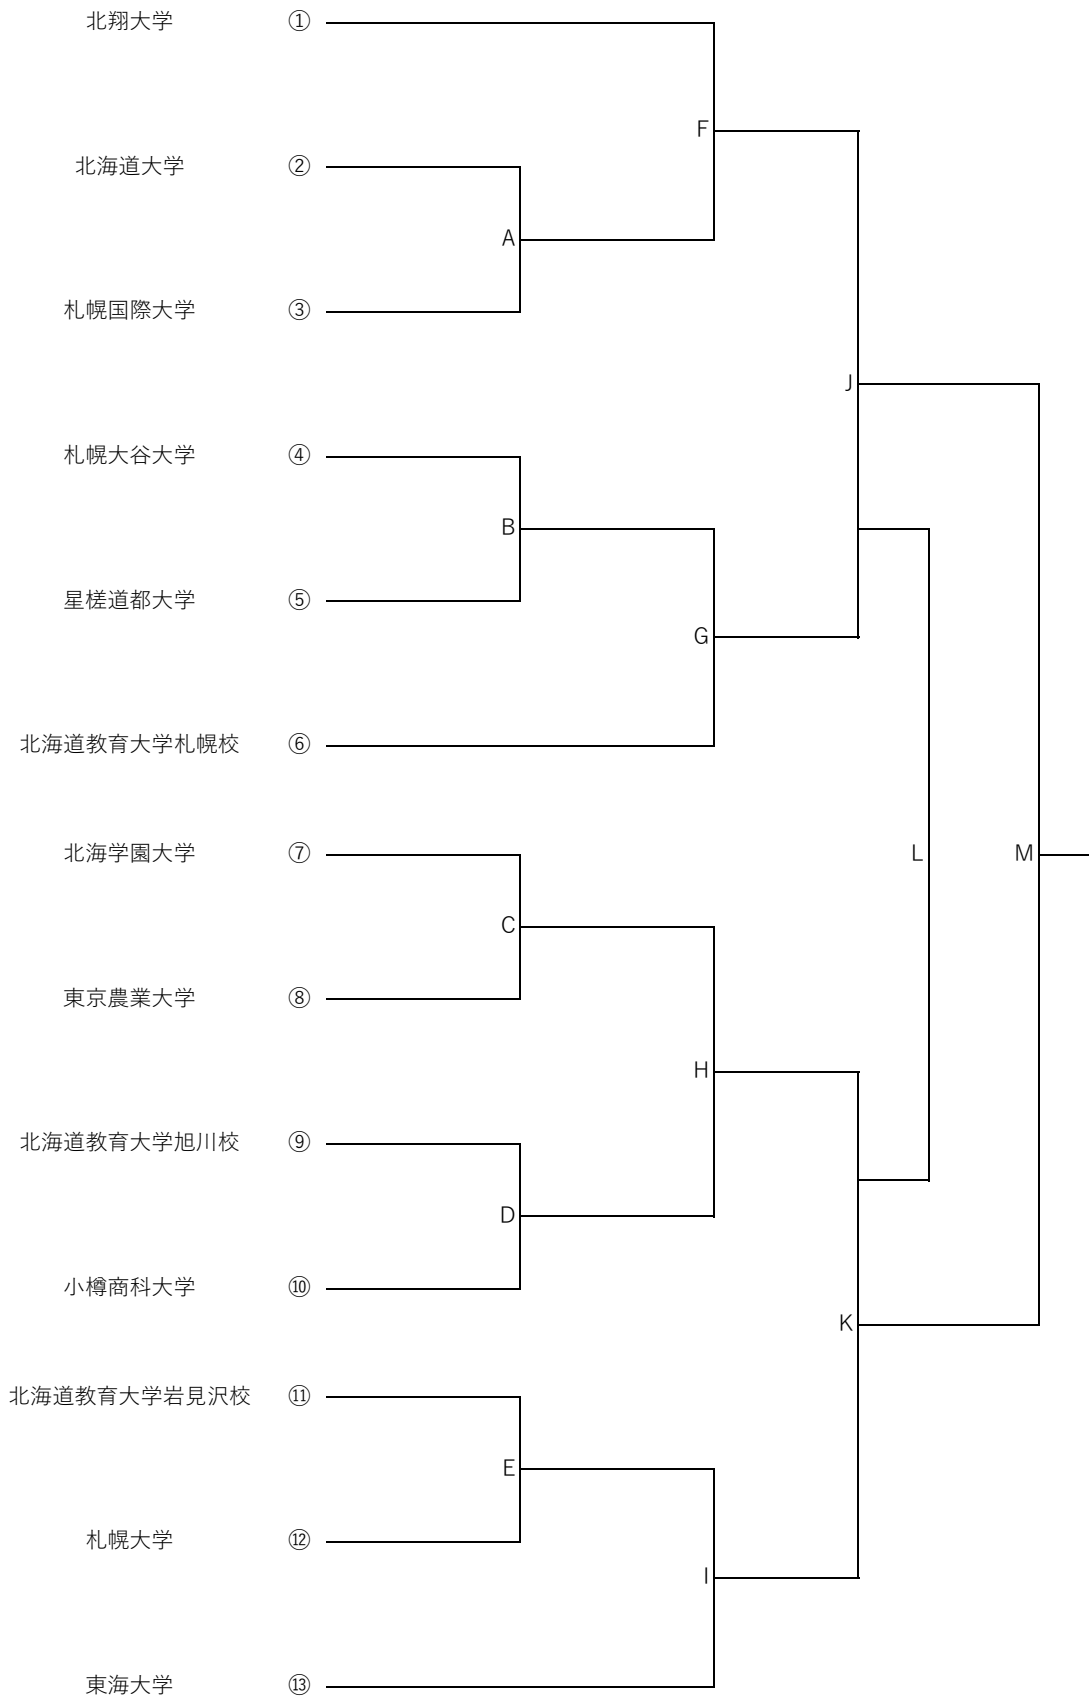 北翔大学 ①
F
北海道大学 ②
A
札幌国際大学 ③
J
札幌大谷大学 ④
B
星槎道都大学 ⑤
G
北海道教育大学札幌校 ⑥
北海学園大学 ⑦ L M
C
東京農業大学 ⑧
H
北海道教育大学旭川校 ⑨
D
小樽商科大学 ⑩
K
北海道教育大学岩見沢校 ⑪
E
札幌大学 ⑫
I
東海大学 ⑬